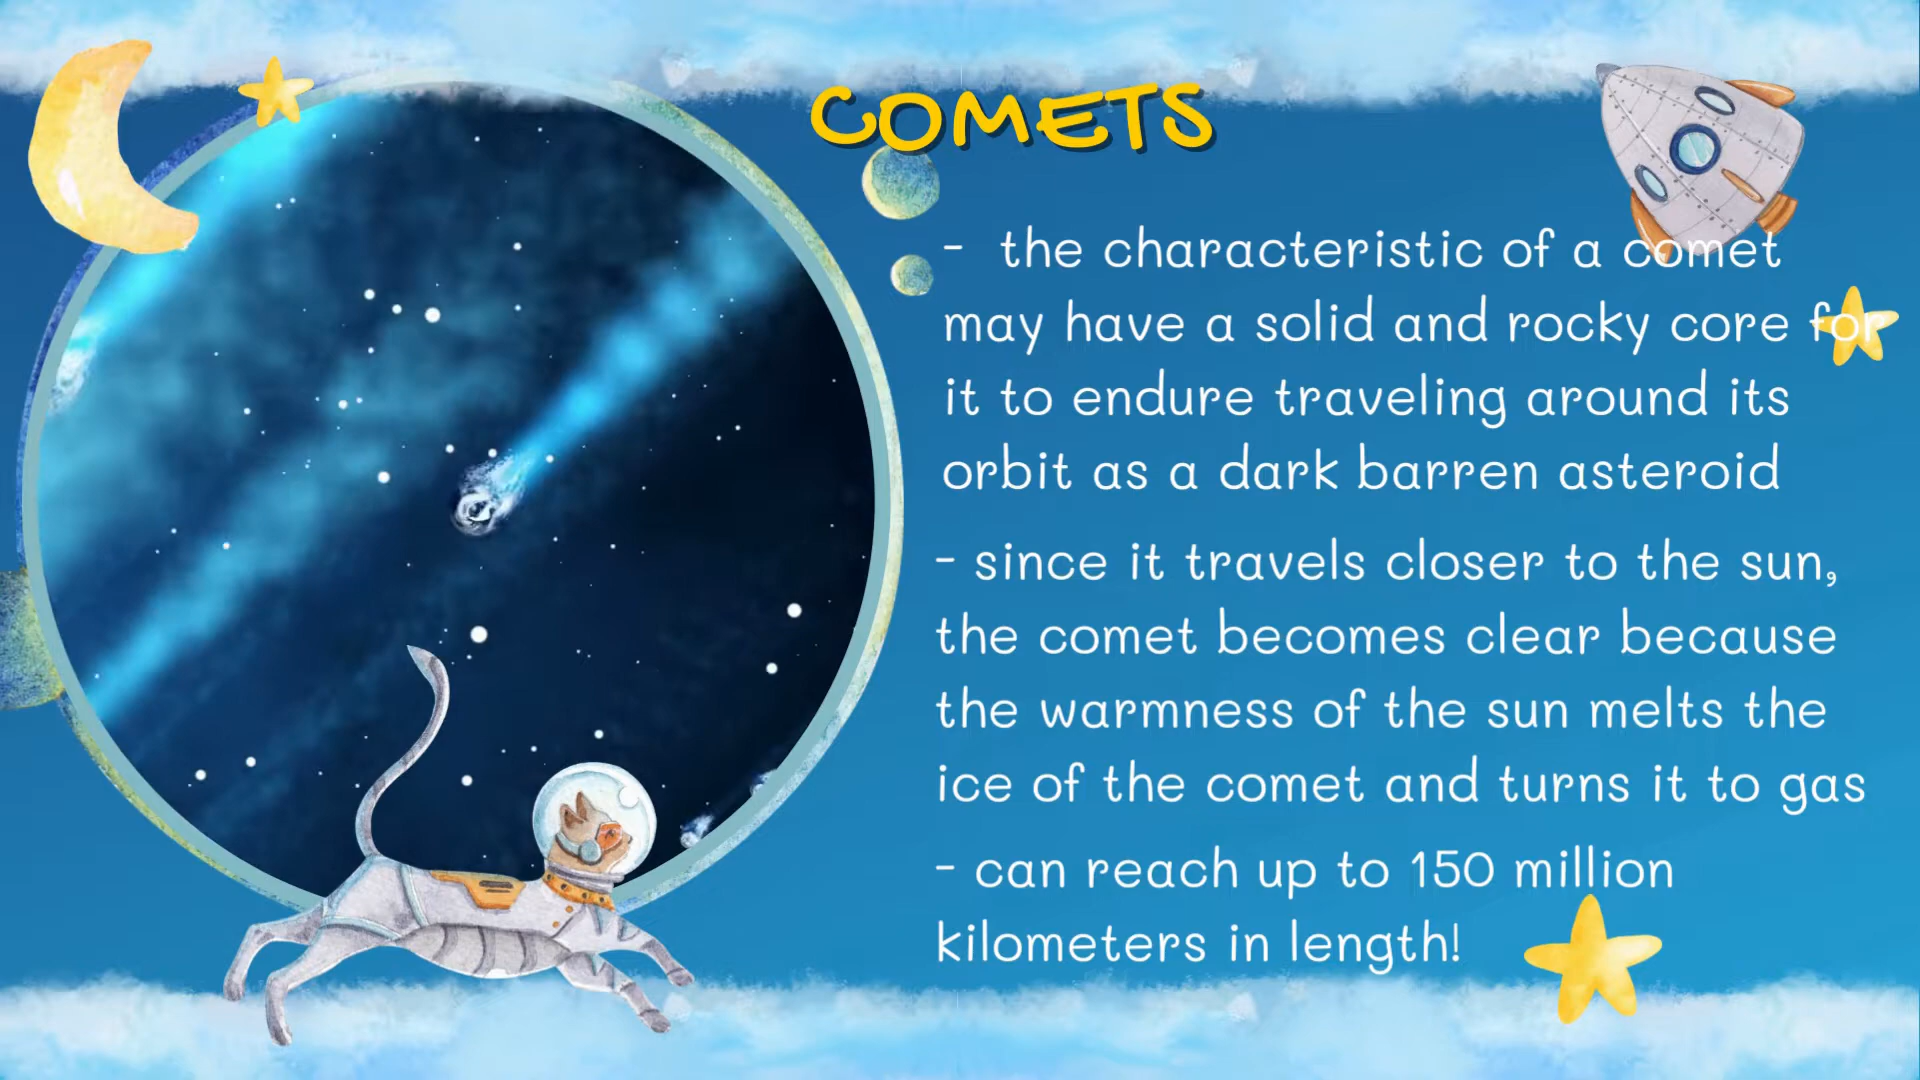 COMETS
- the characteristic of a comet
may have a solid and rocky core for
it to endure traveling around its
orbit as a dark barren asteroid
- since it travels closer to the sun,
the comet becomes clear because
the warmness of the sun melts the
ice of the comet and turns it to gas
- can reach up to 150 million
kilometers in length!